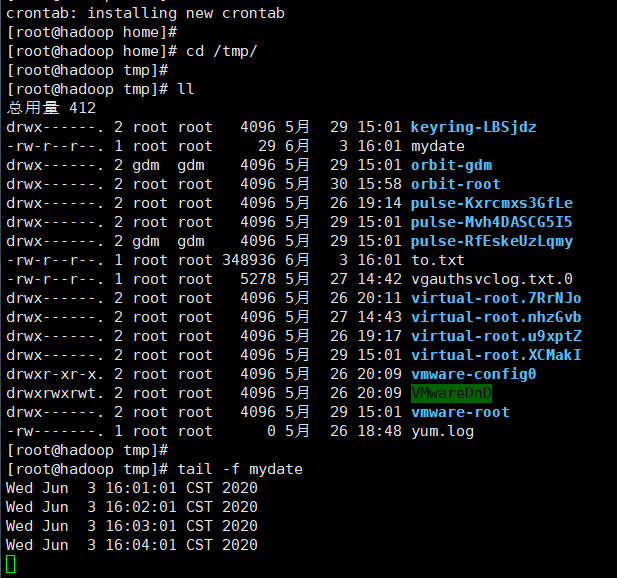 crontab: installing new crontab
[root@hadoop home]#
[root@hadoop home]# cd /tmp/
[root@hadoop tmp]#
[root@hadoop tmp]# ll
总用量 412
drwx------. 2 root root   4096 5月  29 15:01 keyring-LBSjdz
-rw-r--r--. 1 root root     29 6月   3 16:01 mydate
drwx------. 2 gdm  gdm    4096 5月  29 15:01 orbit-gdm
drwx------. 2 root root   4096 5月  30 15:58 orbit-root
drwx------. 2 root root   4096 5月  26 19:14 pulse-Kxrcmxs3GfLe
drwx------. 2 root root   4096 5月  29 15:01 pulse-Mvh4DASCG5I5
drwx------. 2 gdm  gdm    4096 5月  29 15:01 pulse-RfEskeUzLqmy
-rw-r--r--. 1 root root 348936 6月   3 16:01 to.txt
-rw-r--r--. 1 root root   5278 5月  27 14:42 vgauthsvclog.txt.0
drwx------. 2 root root   4096 5月  26 20:11 virtual-root.7RrNJo
drwx------. 2 root root   4096 5月  27 14:43 virtual-root.nhzGvb
drwx------. 2 root root   4096 5月  26 19:17 virtual-root.u9xptZ
drwx------. 2 root root   4096 5月  29 15:01 virtual-root.XCMakI
drwxr-xr-x. 2 root root   4096 5月  26 20:09 vmware-config0
drwxrwxrwt. 2 root root   4096 5月  26 20:09 VMwareDnD
drwx------. 2 root root   4096 5月  29 15:01 vmware-root
-rw-------. 1 root root      0 5月  26 18:48 yum.log
[root@hadoop tmp]#
[root@hadoop tmp]# tail -f mydate
Wed Jun  3 16:01:01 CST 2020
Wed Jun  3 16:02:01 CST 2020
Wed Jun  3 16:03:01 CST 2020
Wed Jun  3 16:04:01 CST 2020